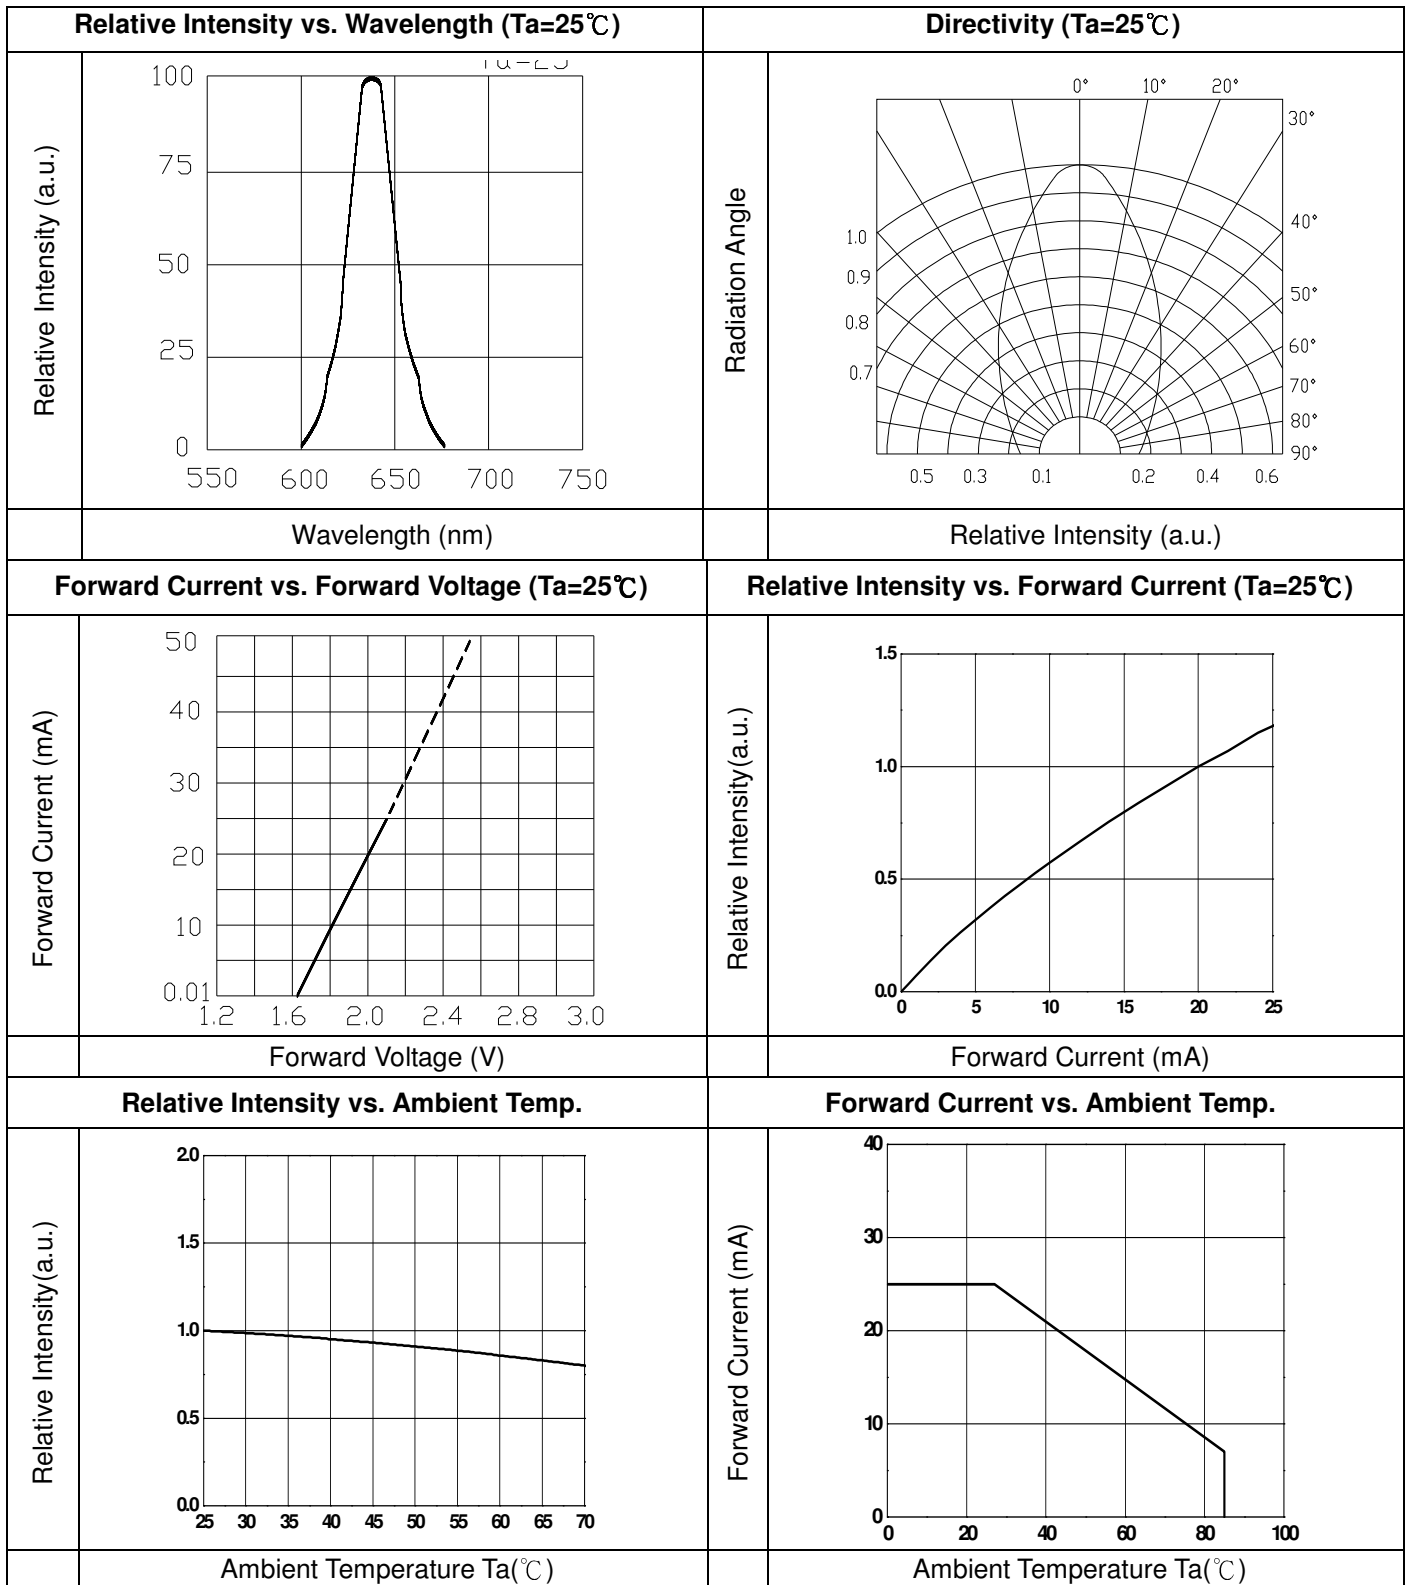 Relative Intensity vs. Wavelength (Ta=25℃)
Directivity (Ta=25℃)
Relative Intensity (a.u.)
100
75
50
25
0
550 600 650 700 750
Wavelength (nm)
Radiation Angle
0° 10° 20°
30°
40°
50°
60°
70°
80°
90°
1.0
0.9
0.8
0.7
0.5 0.3 0.1 0.2 0.4 0.6
Relative Intensity (a.u.)
Forward Current vs. Forward Voltage (Ta=25℃)
Relative Intensity vs. Forward Current (Ta=25℃)
Forward Current (mA)
50
40
30
20
10
0.01
1.2 1.6 2.0 2.4 2.8 3.0
Forward Voltage (V)
Relative Intensity(a.u.)
1.5
1.0
0.5
0.0
0 5 10 15 20 25
Forward Current (mA)
Relative Intensity vs. Ambient Temp.
Forward Current vs. Ambient Temp.
Relative Intensity(a.u.)
2.0
1.5
1.0
0.5
0.0
25 30 35 40 45 50 55 60 65 70
Ambient Temperature Ta(℃)
Forward Current (mA)
40
30
20
10
0
0 20 40 60 80 100
Ambient Temperature Ta(℃)